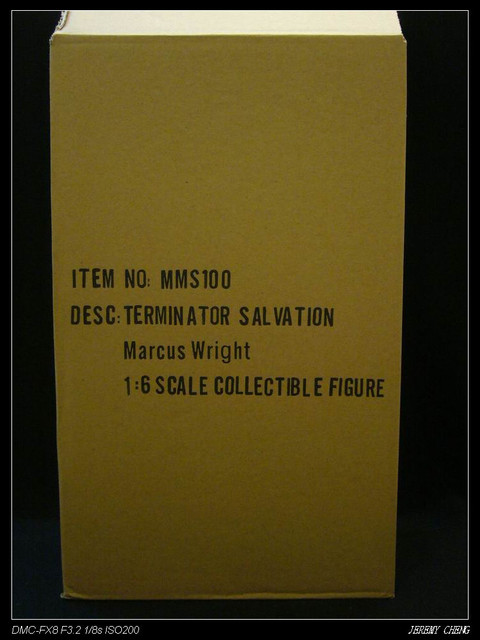 ITEM NO: MMS100
DESC: TERMINATOR SALVATION
Marcus Wright
1:6 SCALE COLLECTIBLE FIGURE
DMC-FX8 F3.2 1/8s ISO200
JEREMY CHENG